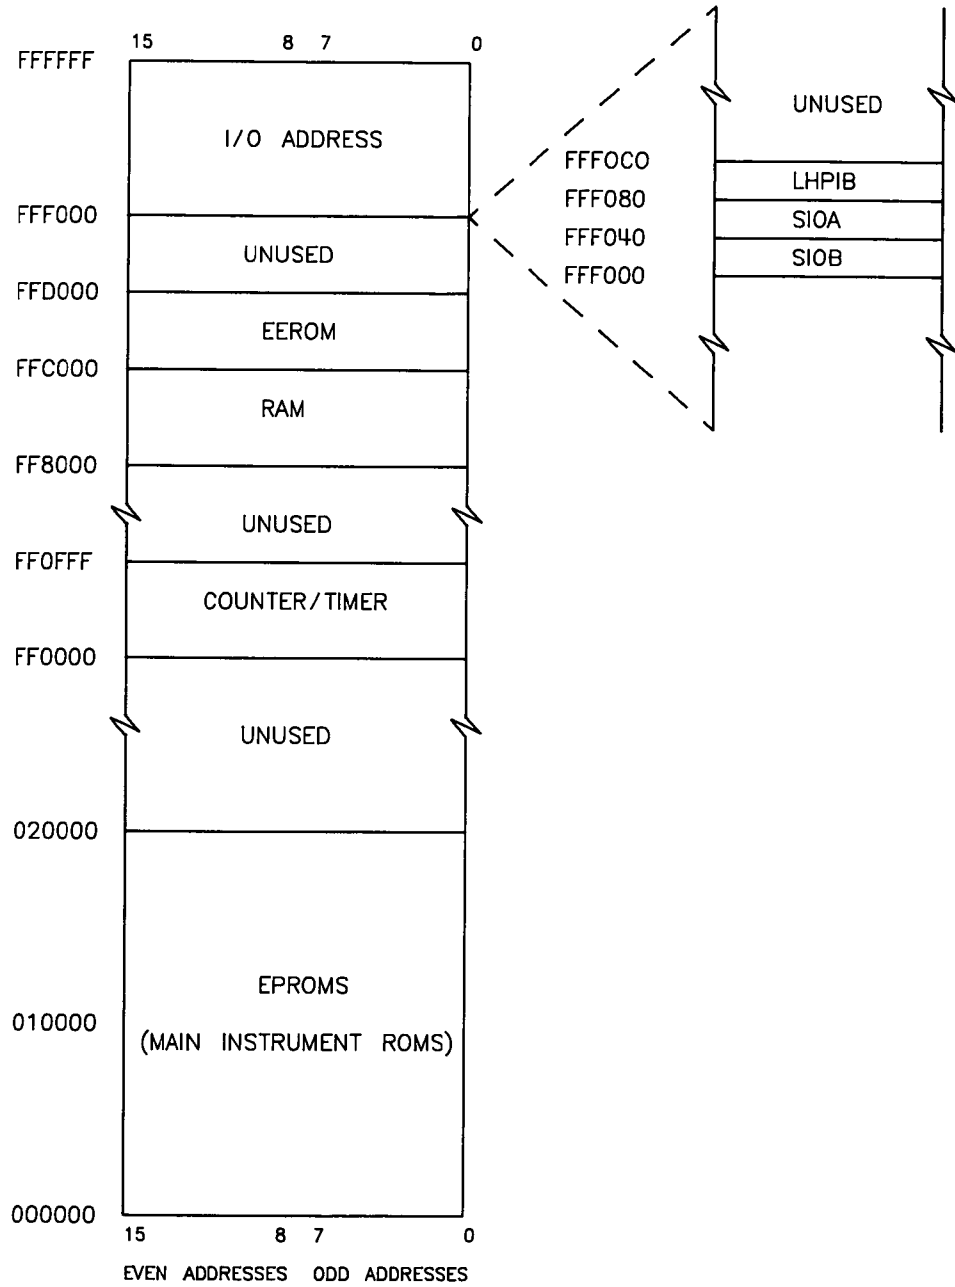 15 8 7 0
FFFFFF
I/O ADDRESS
FFF000
UNUSED
FFD000
EEROM
FFC000
RAM
FF8000
UNUSED
FF0FFF
COUNTER/TIMER
FF0000
UNUSED
020000
EPROMS
010000
(MAIN INSTRUMENT ROMS)
000000
15 8 7 0
EVEN ADDRESSES ODD ADDRESSES
UNUSED
FFF0C0
LHPIB
FFF080
SIOA
FFF040
SIOB
FFF000